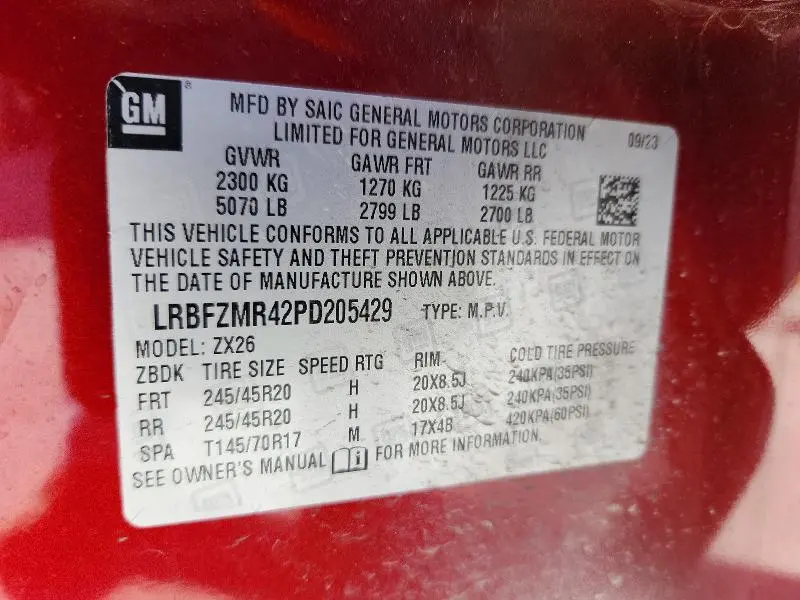 GM
®
MFD BY SAIC GENERAL MOTORS CORPORATION
LIMITED FOR GENERAL MOTORS LLC
09/23
GVWR GAWR FRT GAWR RR
2300 KG 1270 KG 1225 KG
5070 LB 2799 LB 2700 LB
THIS VEHICLE CONFORMS TO ALL APPLICABLE U.S. FEDERAL MOTOR
VEHICLE SAFETY AND THEFT PREVENTION STANDARDS IN EFFECT ON
THE DATE OF MANUFACTURE SHOWN ABOVE.
LRBFZMR42PD205429 TYPE: M.P.V.
MODEL: ZX26
ZBDK TIRE SIZE SPEED RTG RIM COLD TIRE PRESSURE
FRT 245/45R20 H 20X8.5J 240KPA(35PSI)
RR 245/45R20 H 20X8.5J 240KPA(35PSI)
SPA T145/70R17 M 17X4B 420KPA(60PSI)
SEE OWNER'S MANUAL FOR MORE INFORMATION.